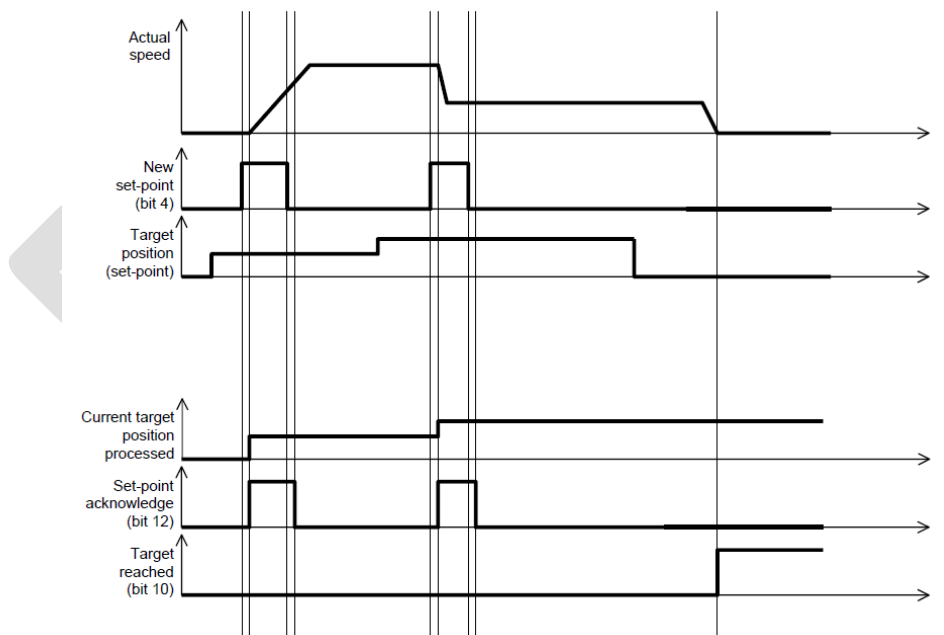 Actual
speed
New
set-point
(bit 4)
Target
position
(set-point)
Current target
position
processed
Set-point
acknowledge
(bit 12)
Target
reached
(bit 10)